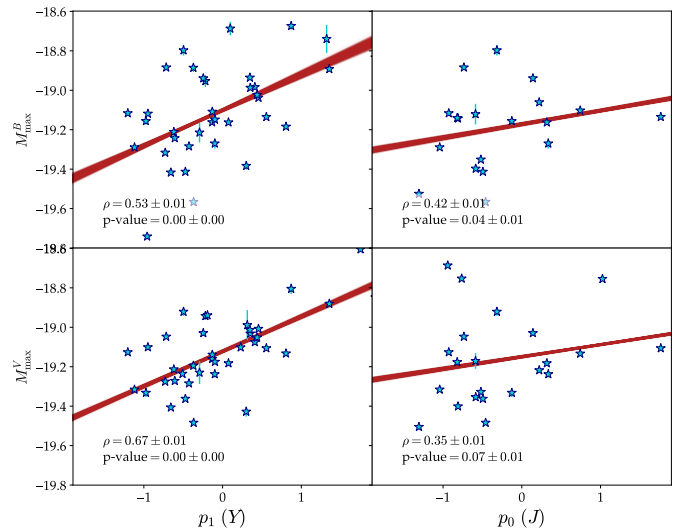 −18.6
−18.8
−19.0
−19.2
−19.4
−19.6
M^B_max
ρ = 0.53 ± 0.01
p-value = 0.00 ± 0.00
ρ = 0.42 ± 0.01
p-value = 0.04 ± 0.01
−18.8
−18.6
−18.8
−19.0
−19.2
−19.4
−19.6
−19.8
M^V_max
ρ = 0.67 ± 0.01
p-value = 0.00 ± 0.00
ρ = 0.35 ± 0.01
p-value = 0.07 ± 0.01
−1 0 1 −1 0 1
p₁ (Y) p₀ (J)